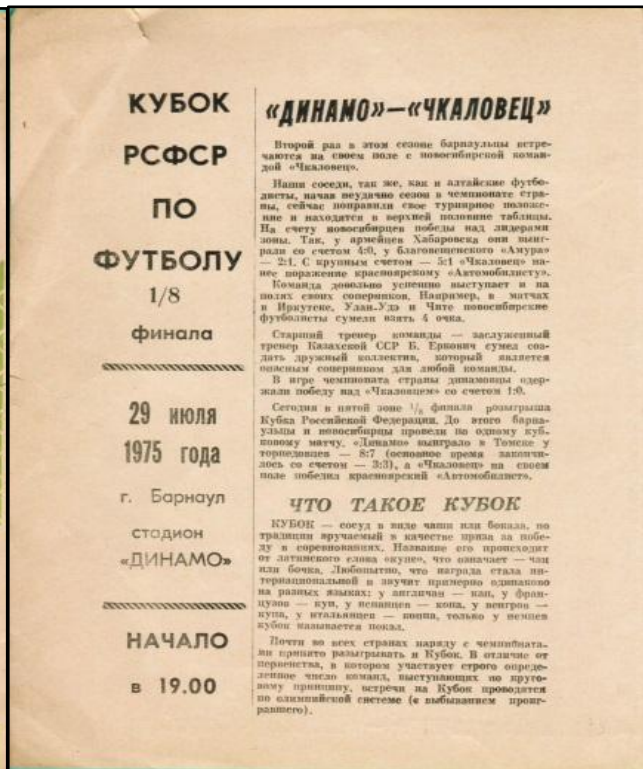 КУБОК
РСФСР
ПО
ФУТБОЛУ
1/8
финала
29 июля
1975 года
г. Барнаул
стадион
«ДИНАМО»
НАЧАЛО
в 19.00
«ДИНАМО»—«ЧКАЛОВЕЦ»
Второй раз в этом сезоне барнаульцы встре-
чаются на своем поле с новосибирской коман-
дой «Чкаловец».
Наши соседи, так же, как и алтайские футбо-
листы, начав неудачно сезон в чемпионате стра-
ны, сейчас поправили свое турнирное положе-
ние и находятся в верхней половине таблицы.
На счету новосибирцев победы над лидерами
зоны. Так, у армейцев Хабаровска они выиг-
рали со счетом 4:0, у благовещенского «Амура»
— 2:1. С крупным счетом — 5:1 «Чкаловец» на-
нес поражение красноярскому «Автомобилисту».
Команда довольно успешно выступает и на
полях своих соперников. Например, в матчах
в Иркутске, Улан-Удэ и Чите новосибирские
футболисты сумели взять 4 очка.
Старший тренер команды — заслуженный
тренер Казахской ССР Б. Еркович сумел соз-
дать дружный коллектив, который является
опасным соперником для любой команды.
В игре чемпионата страны динамовцы одер-
жали победу над «Чкаловцем» со счетом 1:0.
Сегодня в пятой зоне 1/8 финала розыгрыша
Кубка Российской Федерации. До этого барна-
ульцы и новосибирцы провели по одному куб-
ковому матчу. «Динамо» выиграло в Томске у
торпедовцев — 8:7 (основное время закончи-
лось со счетом — 3:3), а «Чкаловец» на своем
поле победил красноярский «Автомобилист».
ЧТО ТАКОЕ КУБОК
КУБОК — сосуд в виде чаши или бокала, по
традиции вручаемый в качестве приза за побе-
ду в соревнованиях. Название его происходит
от латинского слова «купе», что означает — чан
или бочка. Любопытно, что награда стала ин-
тернациональной и звучит примерно одинаково
на разных языках: у англичан — кап, у фран-
цузов — куп, у испанцев — копа, у венгров —
купа, у итальянцев — коппа, только у немцев
кубок называется покал.
Почти во всех странах наряду с чемпионата-
ми принято разыгрывать и Кубок. В отличие от
первенства, в котором участвует строго опреде-
ленное число команд, выступающих по круго-
вому принципу, встречи на Кубок проводятся
по олимпийской системе (с выбыванием проиг-
равшего).